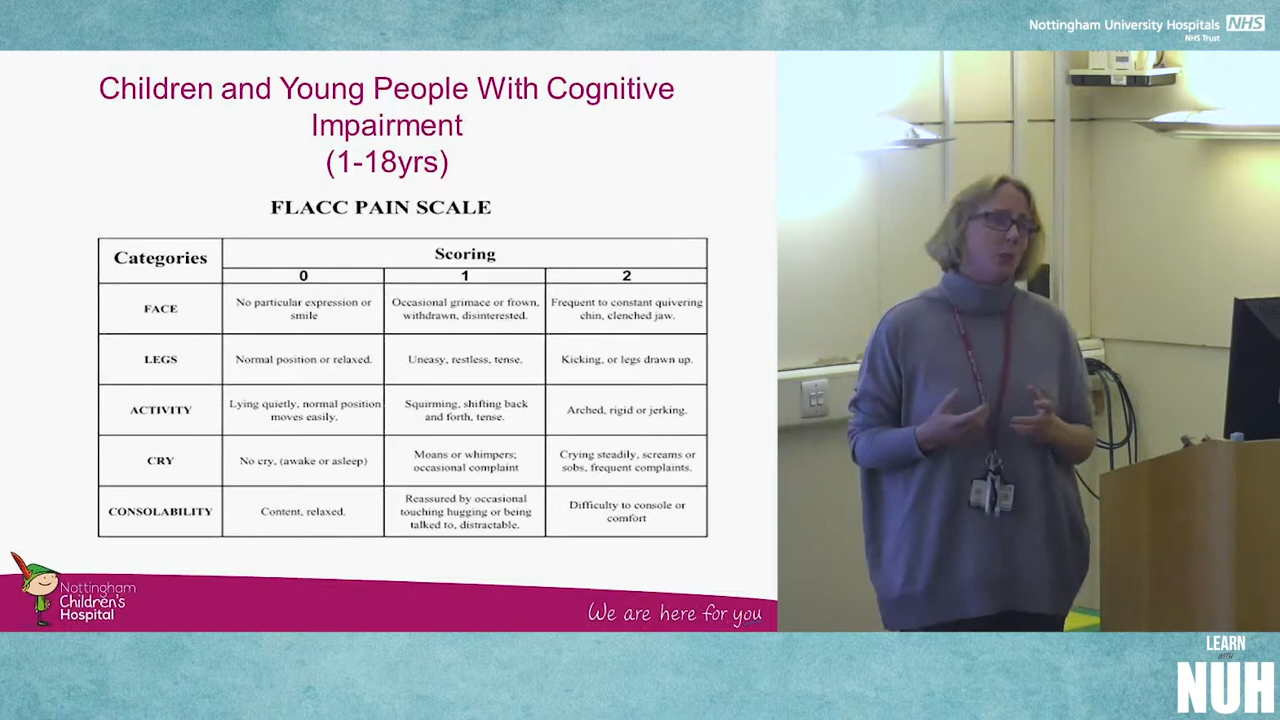 Nottingham University Hospitals NHS
NHS Trust
Children and Young People With Cognitive
Impairment
(1-18yrs)
FLACC PAIN SCALE
Categories
Scoring
0
1
2
FACE
No particular expression or
smile
Occasional grimace or frown,
withdrawn, disinterested.
Frequent to constant quivering
chin, clenched jaw.
LEGS
Normal position or relaxed.
Uneasy, restless, tense.
Kicking, or legs drawn up.
ACTIVITY
Lying quietly, normal position
moves easily.
Squirming, shifting back
and forth, tense.
Arched, rigid or jerking.
CRY
No cry, (awake or asleep)
Moans or whimpers;
occasional complaint
Crying steadily, screams or
sobs, frequent complaints.
CONSOLABILITY
Content, relaxed.
Reassured by occasional
touching hugging or being
talked to, distractable.
Difficulty to console or
comfort
Nottingham
Children's
Hospital
We are here for you
LEARN
WITH
NUH